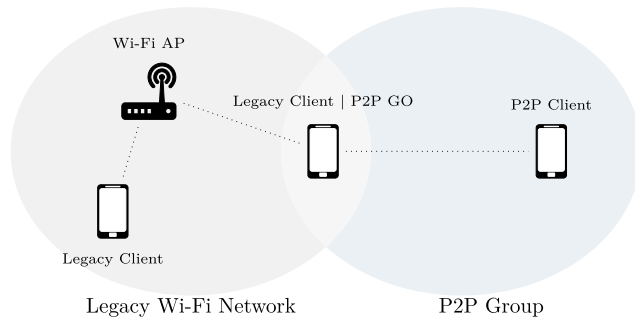 Wi-Fi AP
Legacy Client | P2P GO
P2P Client
Legacy Client
Legacy Wi-Fi Network
P2P Group